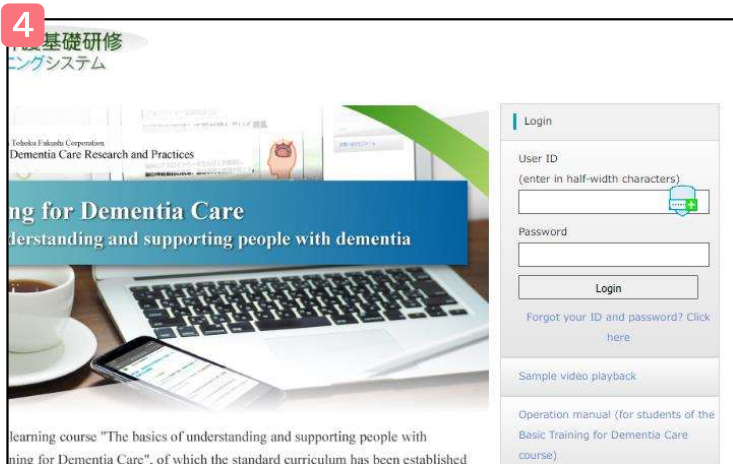 4
基礎研修
ニングシステム
Tohoku Fukushi Corporation
Dementia Care Research and Practices
ng for Dementia Care
derstanding and supporting people with dementia
Login
User ID
(enter in half-width characters)
Password
Login
Forgot your ID and password? Click
here
Sample video playback
Operation manual (for students of the
Basic Training for Dementia Care
course)
learning course "The basics of understanding and supporting people with
ning for Dementia Care", of which the standard curriculum has been established